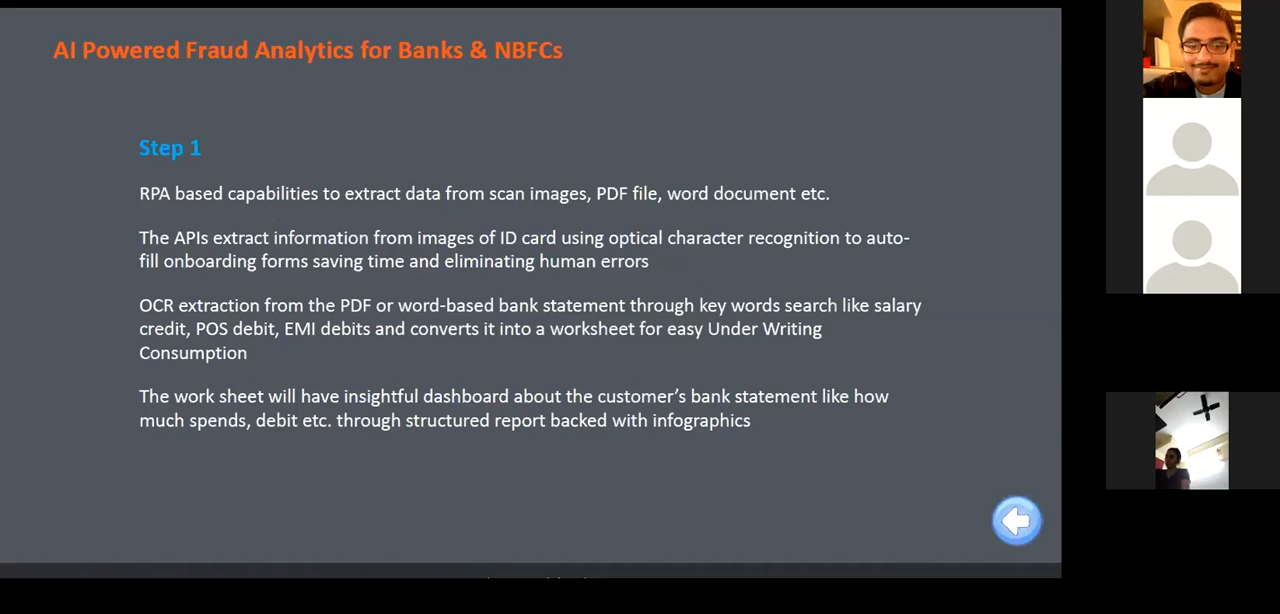 AI Powered Fraud Analytics for Banks & NBFCs
Step 1
RPA based capabilities to extract data from scan images, PDF file, word document etc.
The APIs extract information from images of ID card using optical character recognition to auto-
fill onboarding forms saving time and eliminating human errors
OCR extraction from the PDF or word-based bank statement through key words search like salary
credit, POS debit, EMI debits and converts it into a worksheet for easy Under Writing
Consumption
The work sheet will have insightful dashboard about the customer's bank statement like how
much spends, debit etc. through structured report backed with infographics